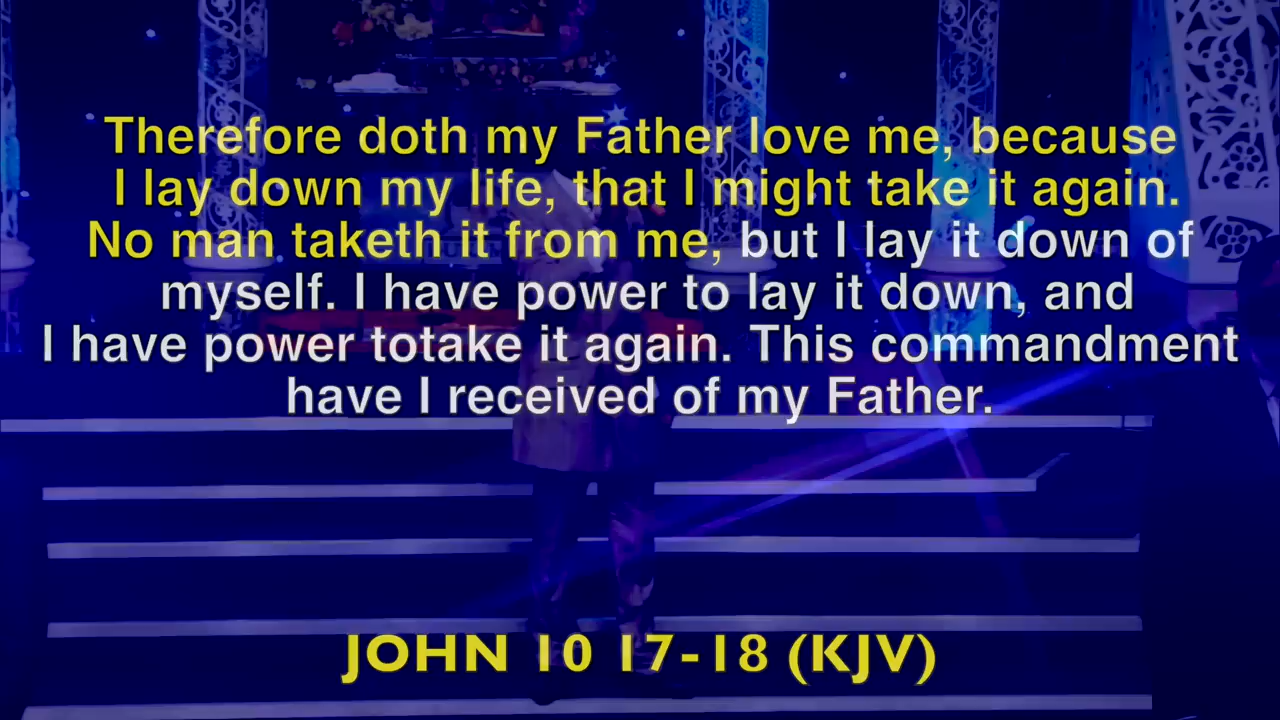 Therefore doth my Father love me, because
I lay down my life, that I might take it again.
No man taketh it from me, but I lay it down of
myself. I have power to lay it down, and
I have power totake it again. This commandment
have I received of my Father.
JOHN 10 17-18 (KJV)